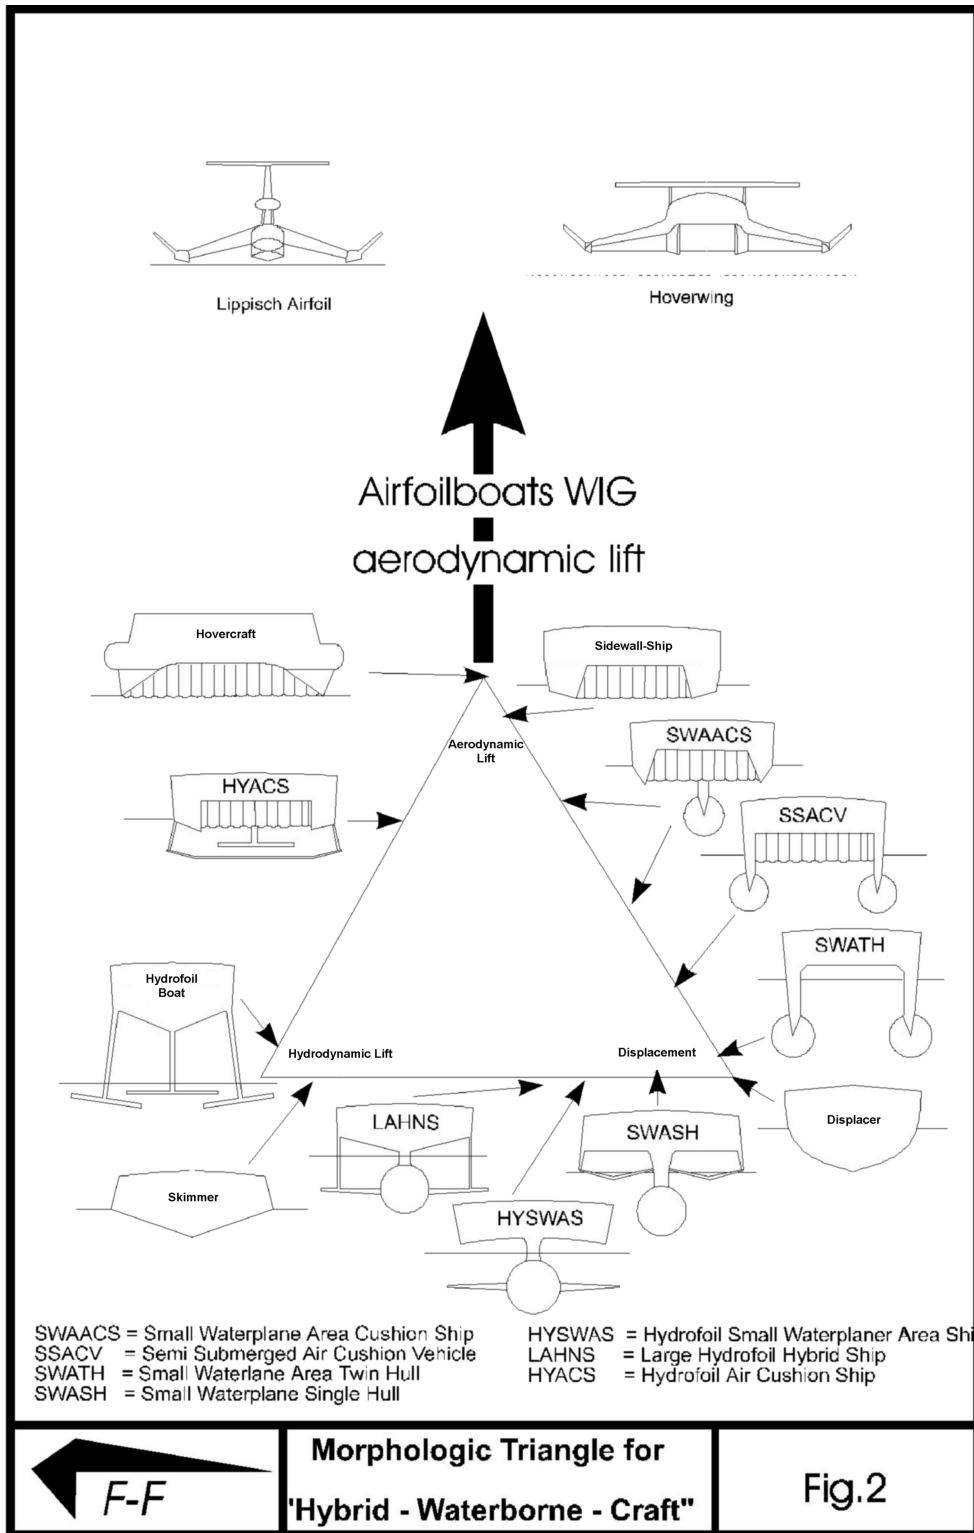 Lippisch Airfoil
Hoverwing
Airfoilboats WIG
aerodynamic lift
Hovercraft
Sidewall-Ship
SWAACS
Aerodynamic
Lift
HYACS
SSACV
SWATH
Hydrofoil
Boat
Hydrodynamic Lift
Displacement
LAHNS
SWASH
Displacer
Skimmer
HYSWAS
SWAACS = Small Waterplane Area Cushion Ship
SSACV = Semi Submerged Air Cushion Vehicle
SWATH = Small Waterlane Area Twin Hull
SWASH = Small Waterplane Single Hull
HYSWAS = Hydrofoil Small Waterplaner Area Shi
LAHNS = Large Hydrofoil Hybrid Ship
HYACS = Hydrofoil Air Cushion Ship
F-F
Morphologic Triangle for
"Hybrid - Waterborne - Craft"
Fig.2